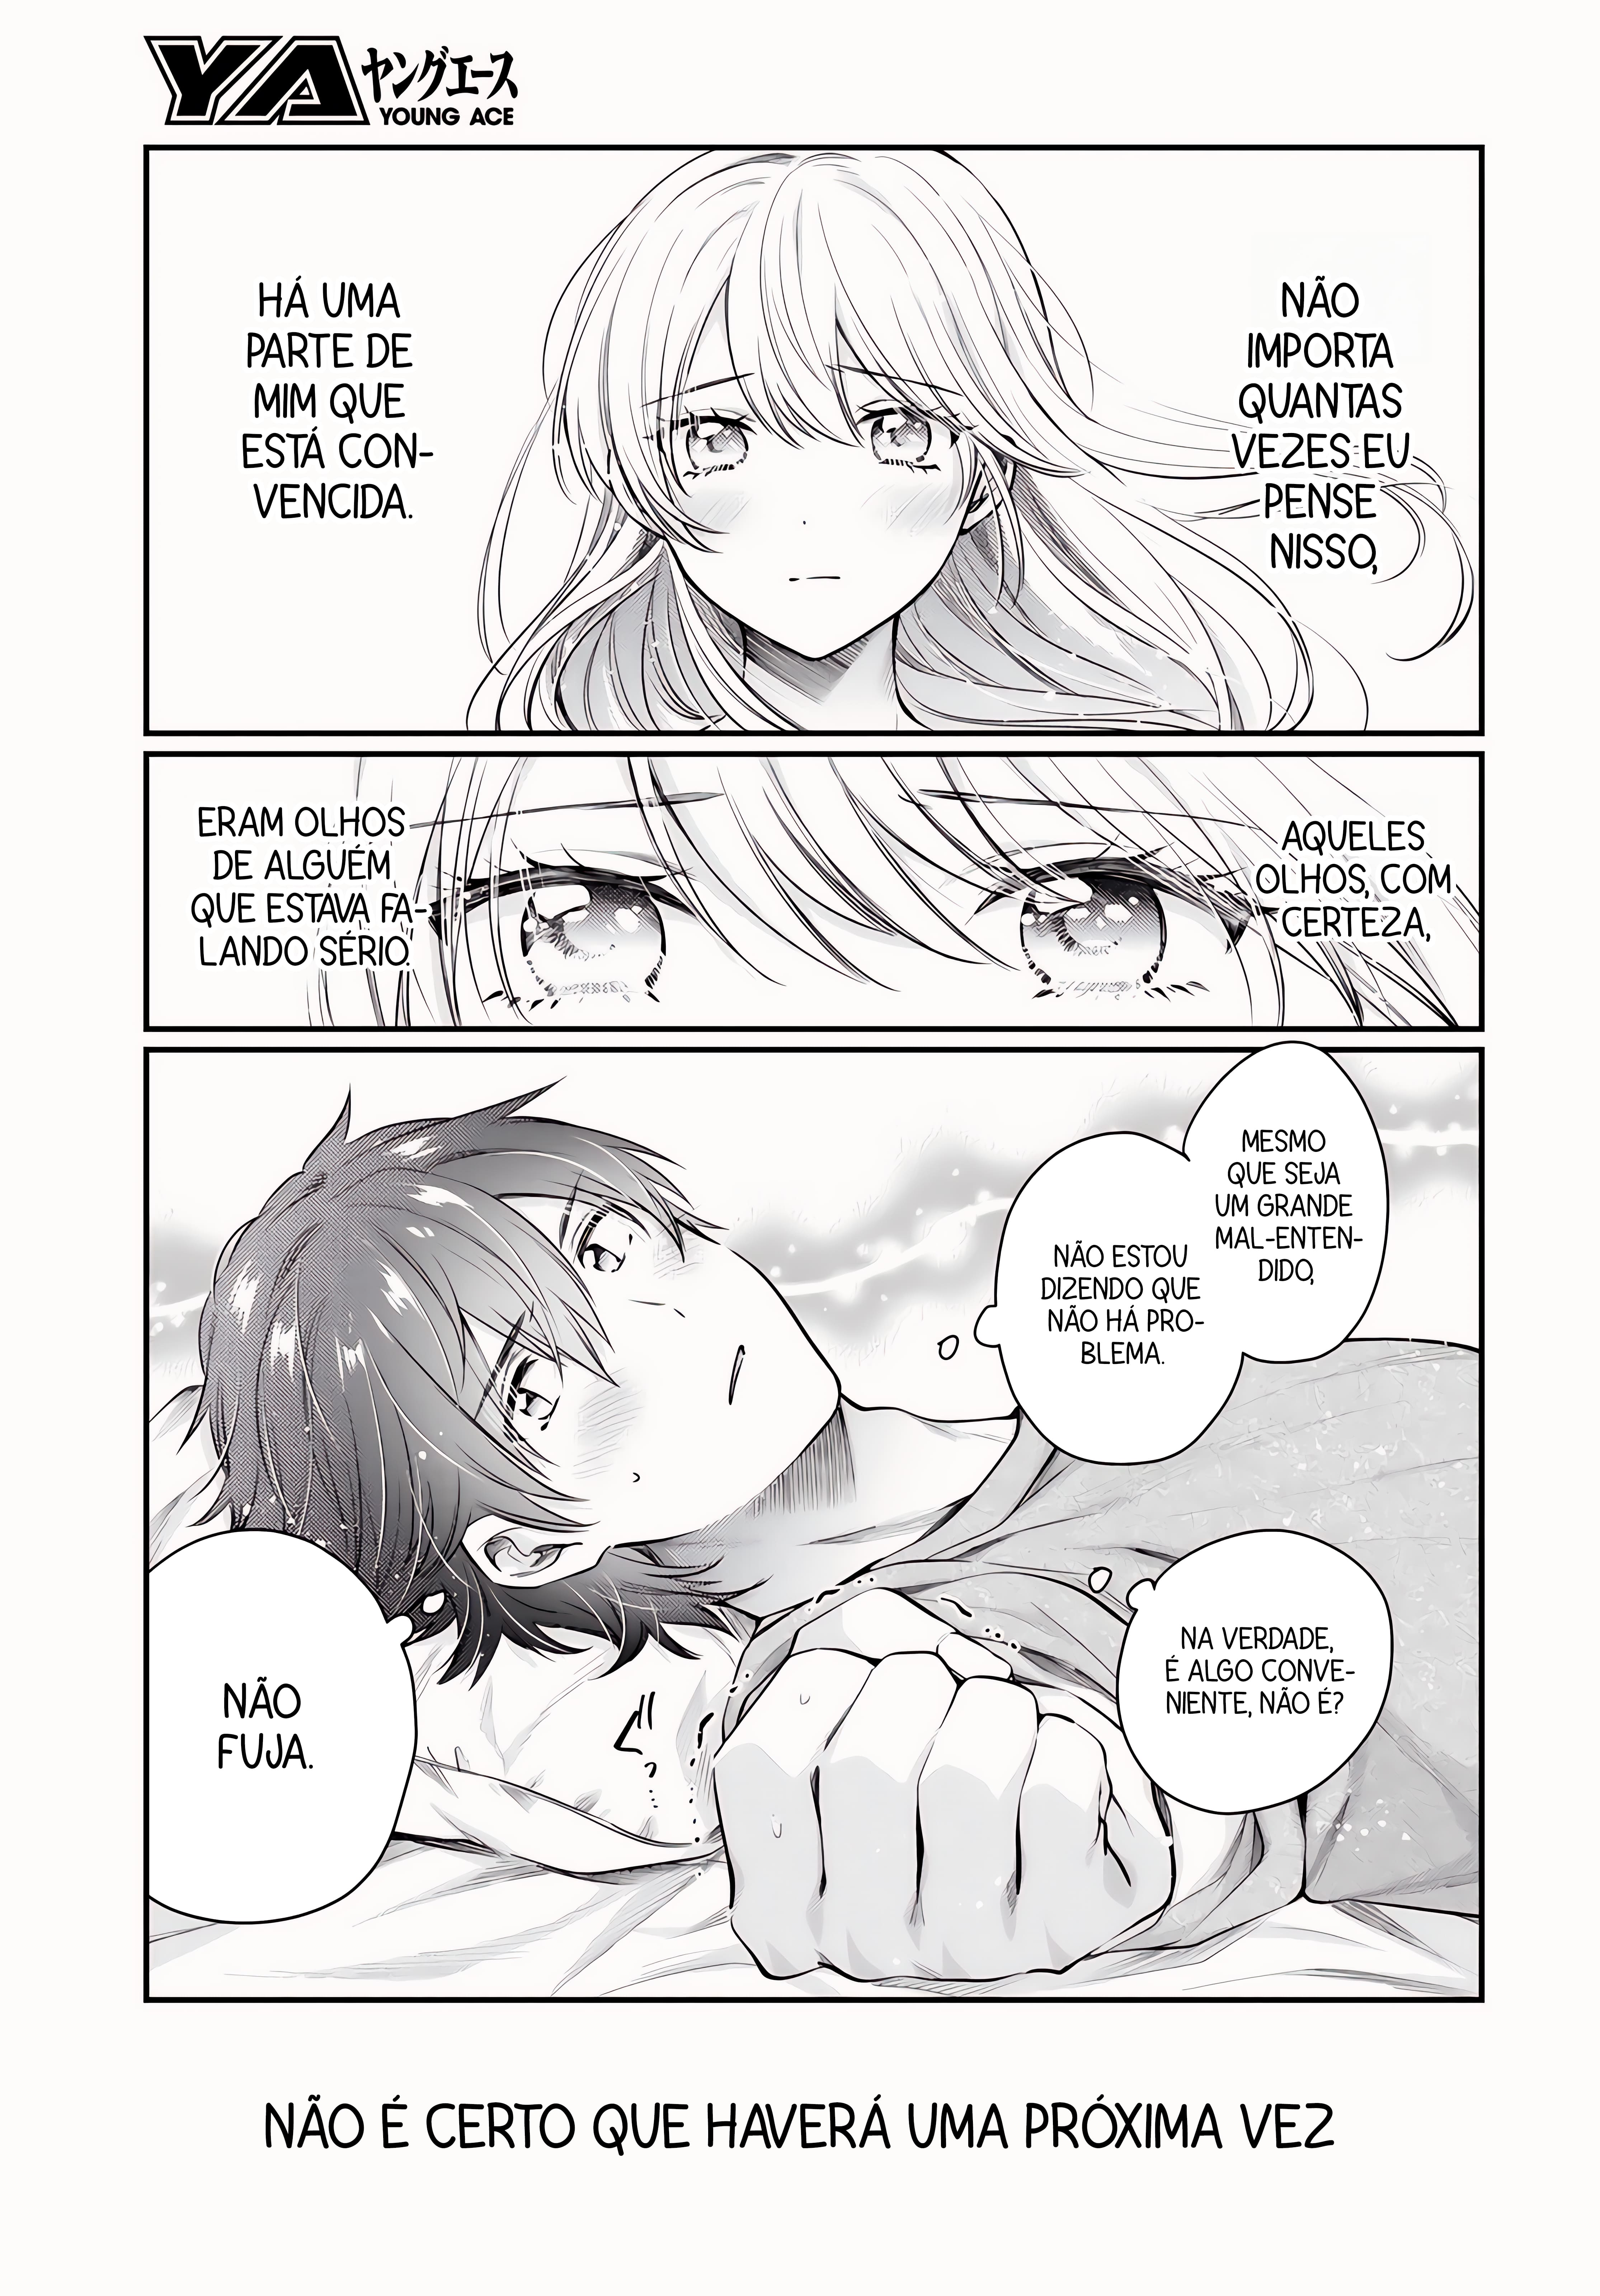 YA ヤングエース
YOUNG ACE
NÃO
IMPORTA
QUANTAS
VEZES EU
PENSE
NISSO,
HÁ UMA
PARTE DE
MIM QUE
ESTÁ CON-
VENCIDA.
AQUELES
OLHOS, COM
CERTEZA,
ERAM OLHOS
DE ALGUÉM
QUE ESTAVA FA-
LANDO SÉRIO.
MESMO
QUE SEJA
UM GRANDE
MAL-ENTEN-
DIDO,
NÃO ESTOU
DIZENDO QUE
NÃO HÁ PRO-
BLEMA.
NA VERDADE,
É ALGO CONVE-
NIENTE, NÃO É?
NÃO
FUJA.
NÃO É CERTO QUE HAVERÁ UMA PRÓXIMA VEZ